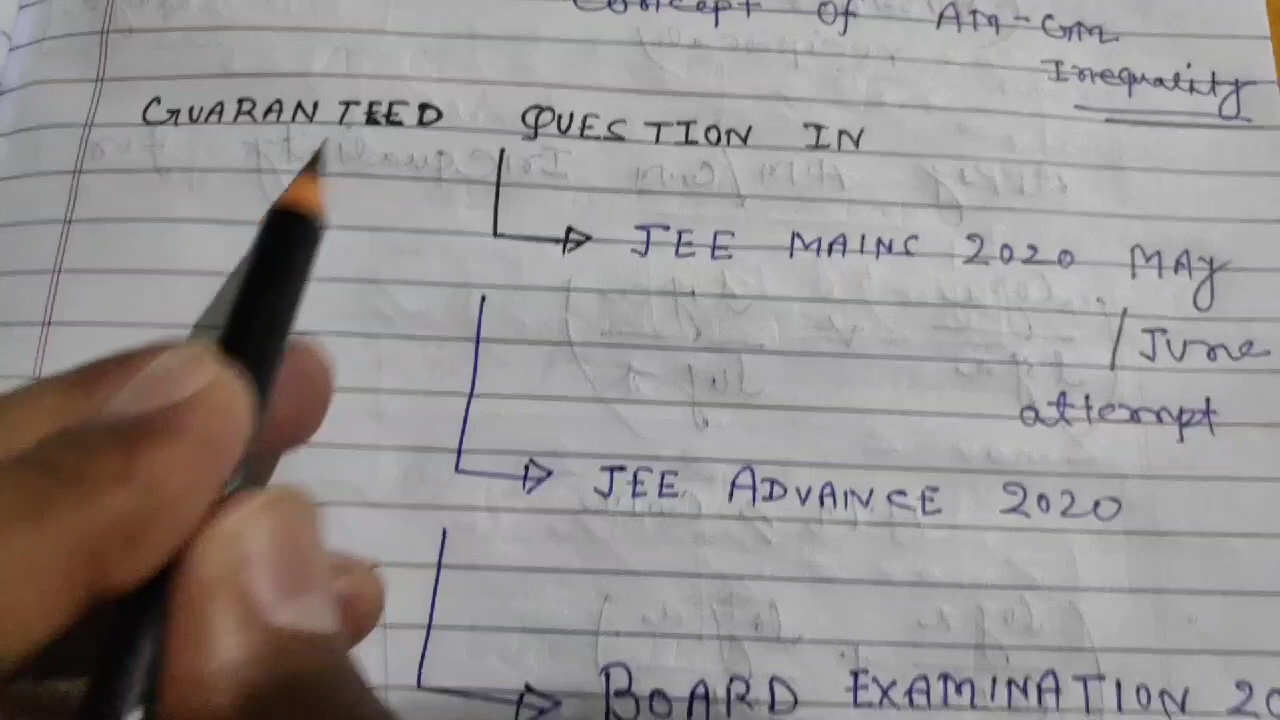 Concept Of AM-GM
Inequality
GUARANTEED QUESTION IN
JEE MAINS 2020 MAY
/June
attempt
JEE ADVANCE 2020
BOARD EXAMINATION 20